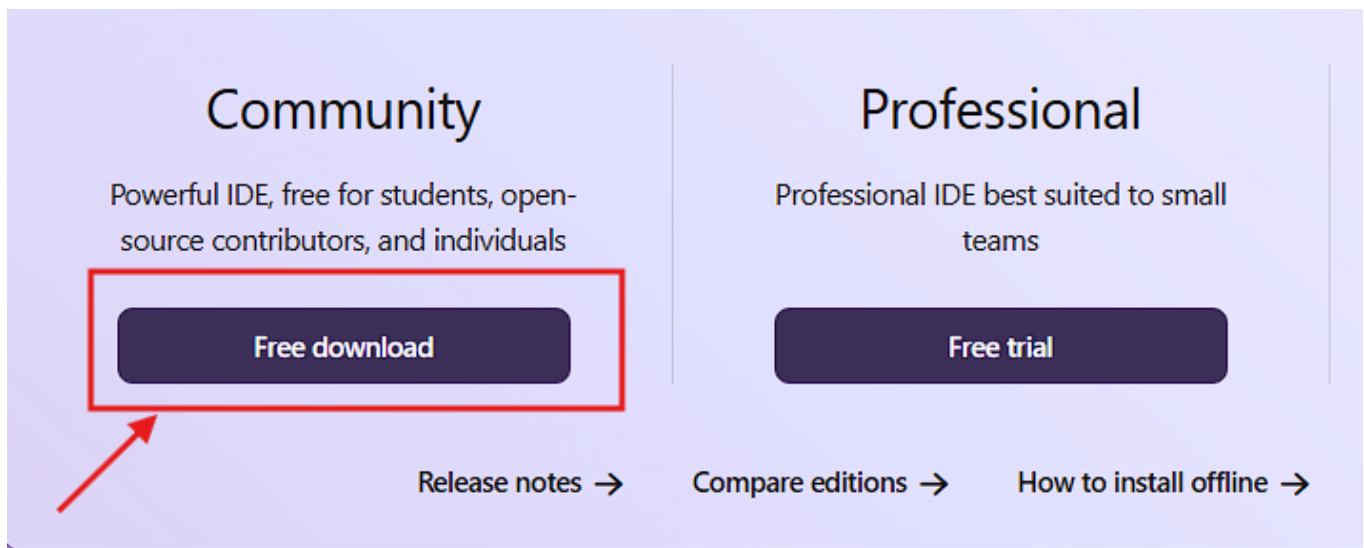 Community
Powerful IDE, free for students, open-
source contributors, and individuals
Free download
Professional
Professional IDE best suited to small
teams
Free trial
Release notes →
Compare editions →
How to install offline →